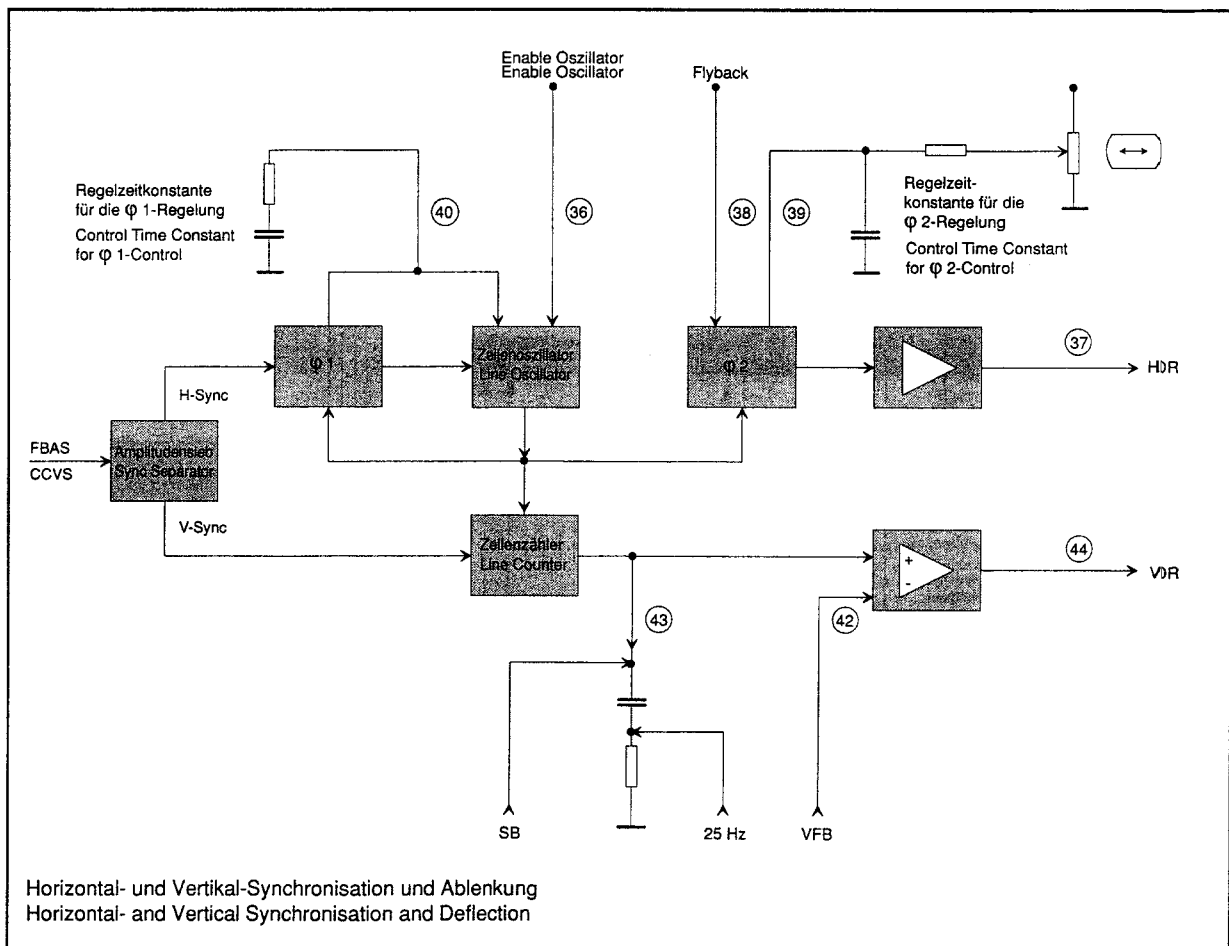 Enable Oszillator
Enable Oscillator
Flyback
Regelzeitkonstante
für die φ 1-Regelung
Control Time Constant
for φ 1-Control
40
36
38
39
Regelzeit-
konstante für die
φ 2-Regelung
Control Time Constant
for φ 2-Control
φ 1
Zeilenoszillator
Line Oscillator
φ 2
37
HDR
H-Sync
FBAS
CCVS
Amplitudensieb
Sync Separator
V-Sync
Zeilenzähler
Line Counter
+
-
44
VDR
43
42
SB
25 Hz
VFB
Horizontal- und Vertikal-Synchronisation und Ablenkung
Horizontal- and Vertical Synchronisation and Deflection